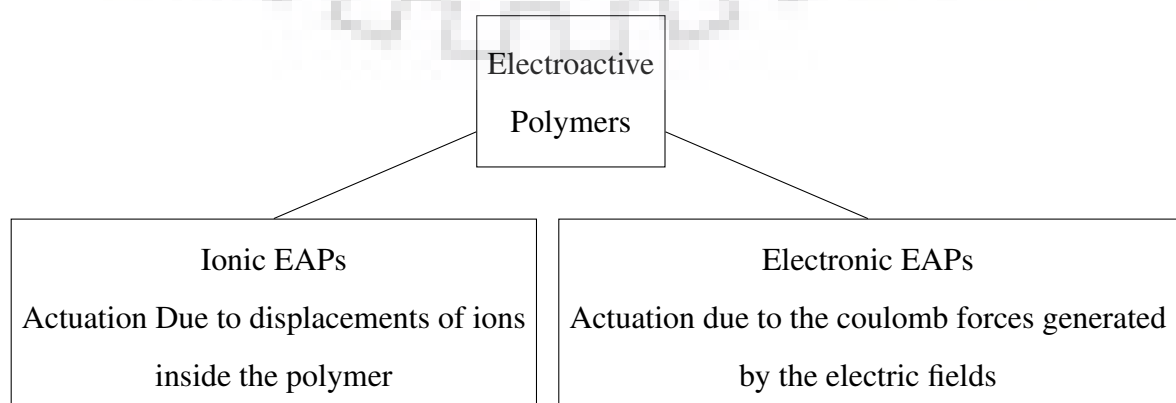 Electroactive
Polymers
Ionic EAPs
Actuation Due to displacements of ions
inside the polymer
Electronic EAPs
Actuation due to the coulomb forces generated
by the electric fields